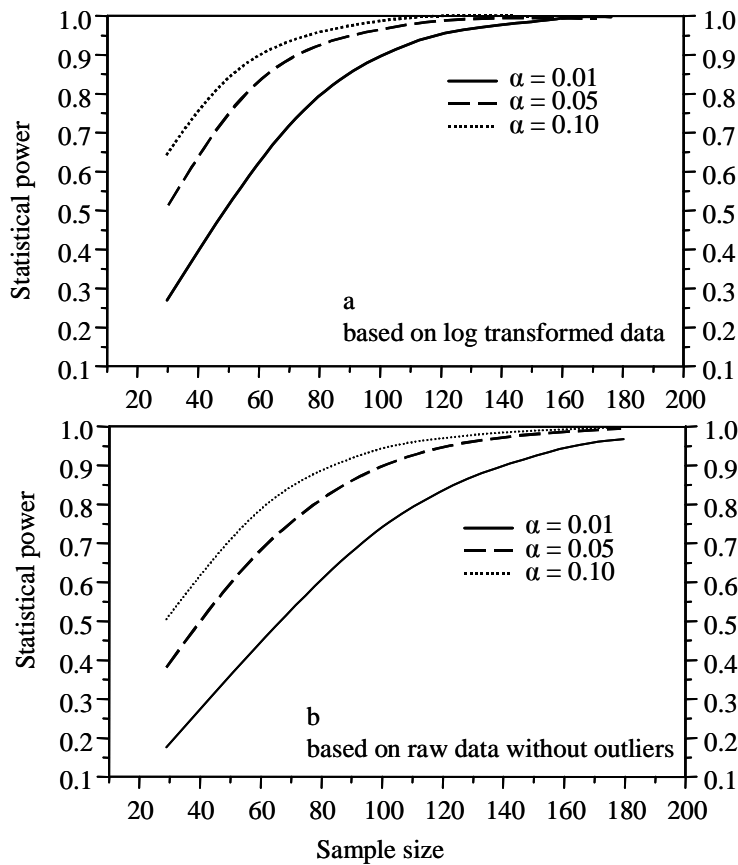 1.0 1.0
0.9 0.9
0.8 0.8
0.7 0.7
0.6 0.6
0.5 0.5
0.4 0.4
0.3 0.3
0.2 0.2
0.1 0.1
Statistical power
α = 0.01
α = 0.05
α = 0.10
a
based on log transformed data
20 40 60 80 100 120 140 160 180 200
1.0 1.0
0.9 0.9
0.8 0.8
0.7 0.7
0.6 0.6
0.5 0.5
0.4 0.4
0.3 0.3
0.2 0.2
0.1 0.1
Statistical power
α = 0.01
α = 0.05
α = 0.10
b
based on raw data without outliers
20 40 60 80 100 120 140 160 180 200
Sample size